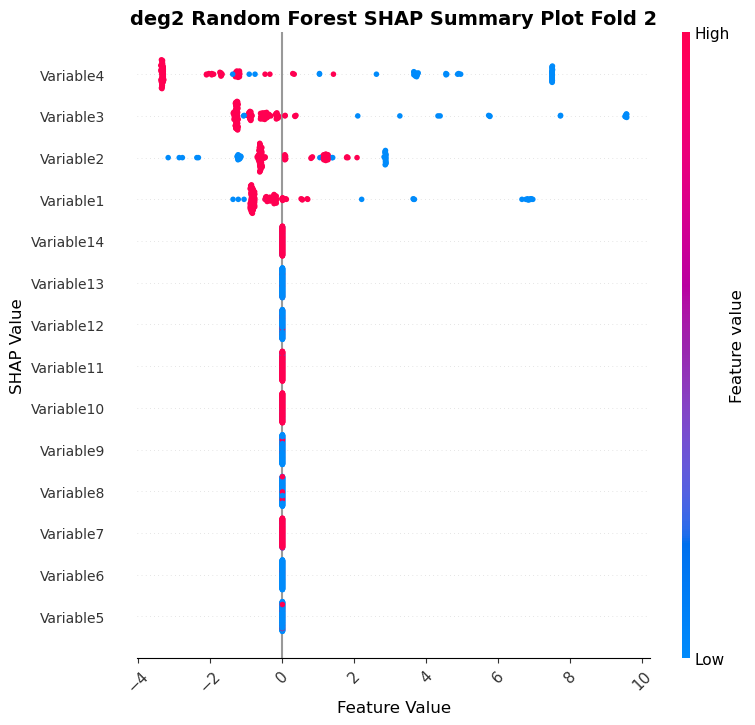 deg2 Random Forest SHAP Summary Plot Fold 2
High
Variable4
Variable3
Variable2
Variable1
Variable14
Variable13
Variable12
Variable11
Variable10
Variable9
Variable8
Variable7
Variable6
Variable5
SHAP Value
Feature value
Low
−4
−2
0
2
4
6
8
10
Feature Value